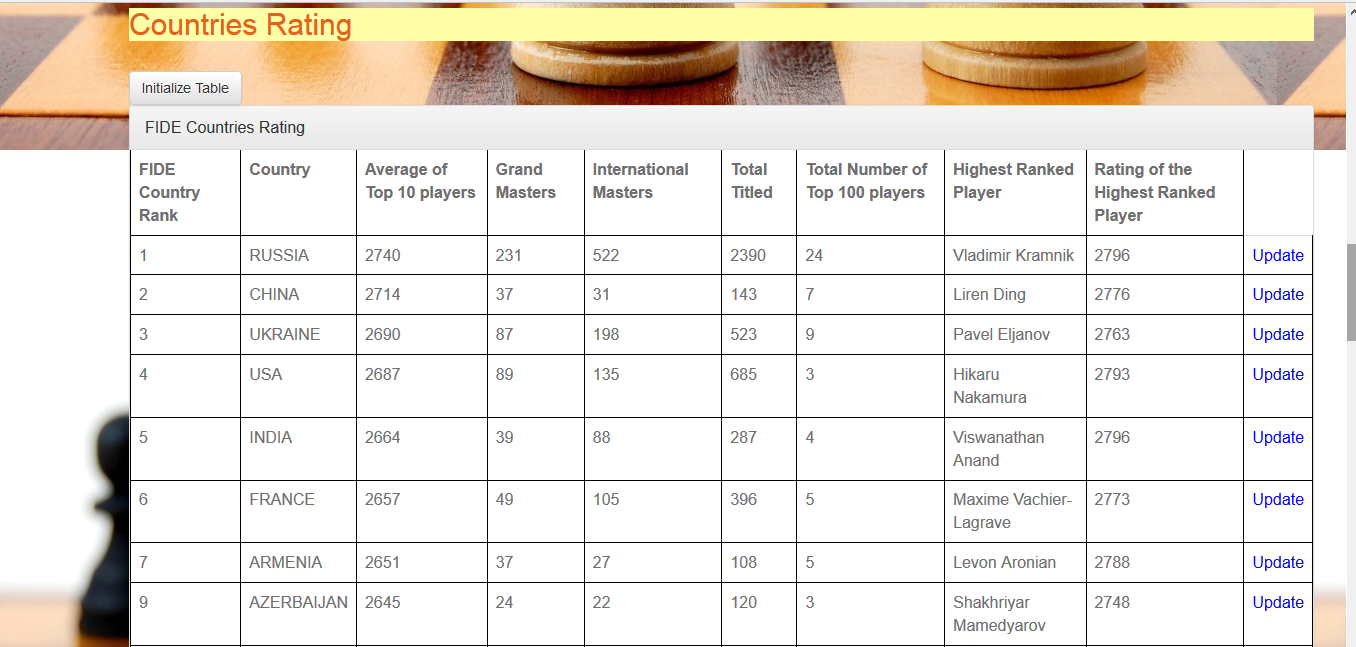 Countries Rating
Initialize Table
FIDE Countries Rating
FIDE Country Rank Country Average of Top 10 players Grand Masters International Masters Total Titled Total Number of Top 100 players Highest Ranked Player Rating of the Highest Ranked Player
1 RUSSIA 2740 231 522 2390 24 Vladimir Kramnik 2796 Update
2 CHINA 2714 37 31 143 7 Liren Ding 2776 Update
3 UKRAINE 2690 87 198 523 9 Pavel Eljanov 2763 Update
4 USA 2687 89 135 685 3 Hikaru Nakamura 2793 Update
5 INDIA 2664 39 88 287 4 Viswanathan Anand 2796 Update
6 FRANCE 2657 49 105 396 5 Maxime Vachier-Lagrave 2773 Update
7 ARMENIA 2651 37 27 108 5 Levon Aronian 2788 Update
9 AZERBAIJAN 2645 24 22 120 3 Shakhriyar Mamedyarov 2748 Update